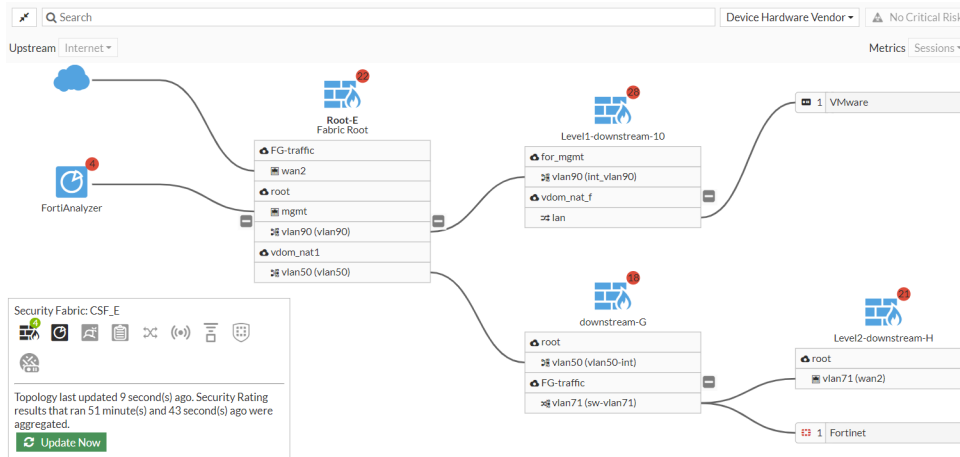 Search
Device Hardware Vendor
No Critical Risk
Upstream
Internet
Metrics
Sessions
22
Root-E
Fabric Root
FG-traffic
wan2
root
mgmt
vlan90 (vlan90)
vdom_nat1
vlan50 (vlan50)
4
FortiAnalyzer
20
Level1-downstream-10
for_mgmt
vlan90 (int_vlan90)
vdom_nat_f
lan
1 VMware
downstream-G
root
vlan50 (vlan50-int)
FG-traffic
vlan71 (sw-vlan71)
21
Level2-downstream-H
root
vlan71 (wan2)
1 Fortinet
Security Fabric: CSF_E
4
Topology last updated 9 second(s) ago. Security Rating
results that ran 51 minute(s) and 43 second(s) ago were
aggregated.
Update Now